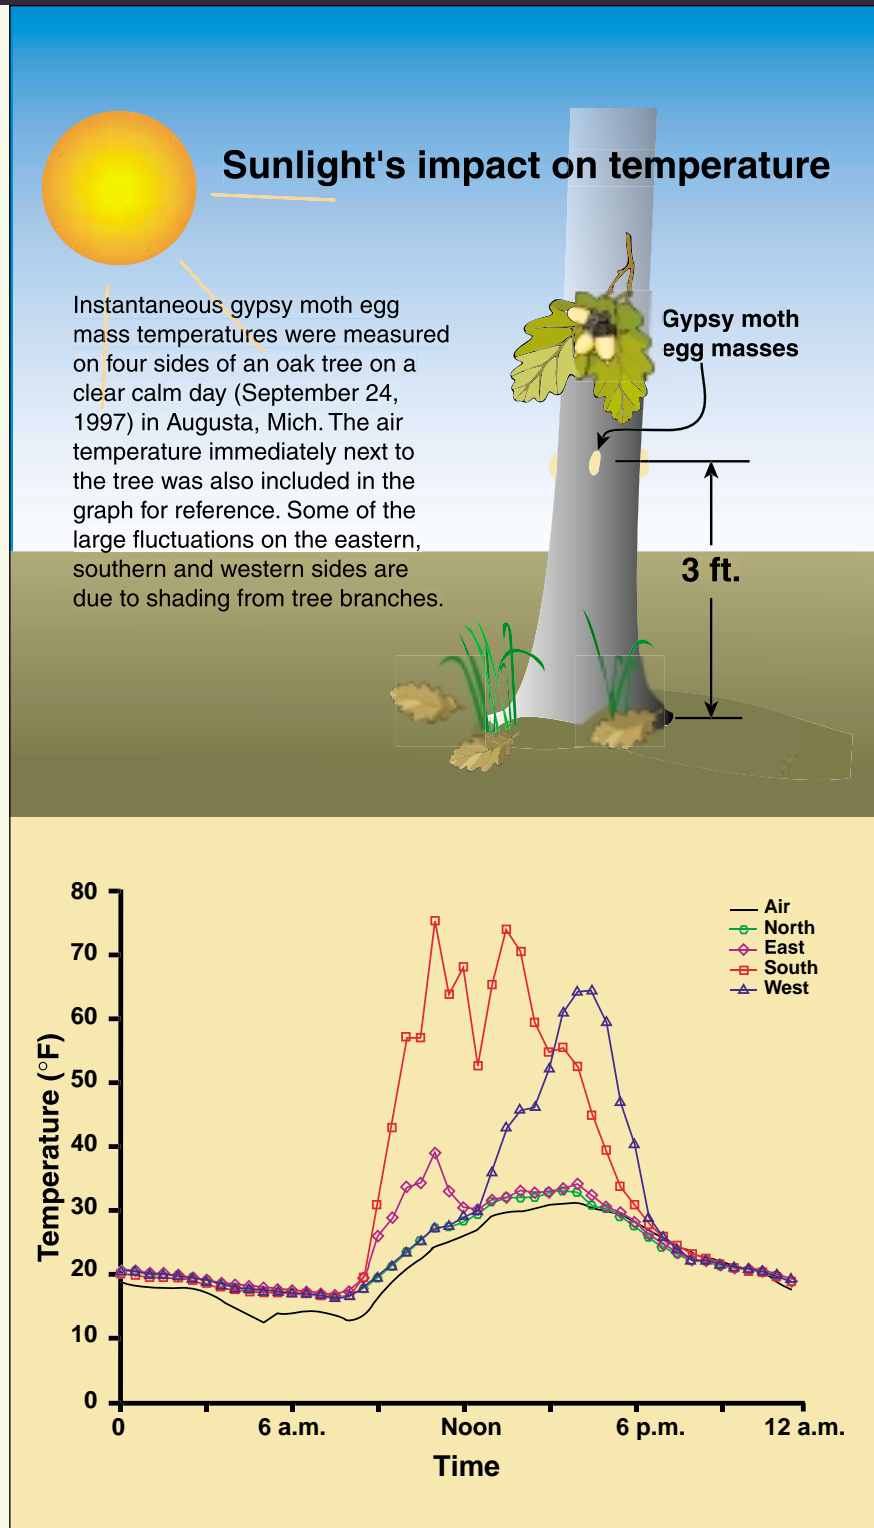 Sunlight's impact on temperature
Instantaneous gypsy moth egg
mass temperatures were measured
on four sides of an oak tree on a
clear calm day (September 24,
1997) in Augusta, Mich. The air
temperature immediately next to
the tree was also included in the
graph for reference. Some of the
large fluctuations on the eastern,
southern and western sides are
due to shading from tree branches.
Gypsy moth
egg masses
3 ft.
80
70
60
50
40
30
20
10
0
Temperature (°F)
Air
North
East
South
West
0 6 a.m. Noon 6 p.m. 12 a.m.
Time